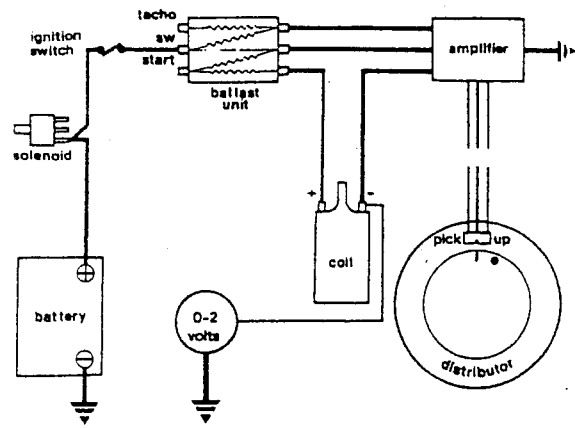 tacho
ignition
switch
sw
start
ballast
unit
amplifier
solenoid
+ -
pick up
coil
battery
0-2
volts
distributor